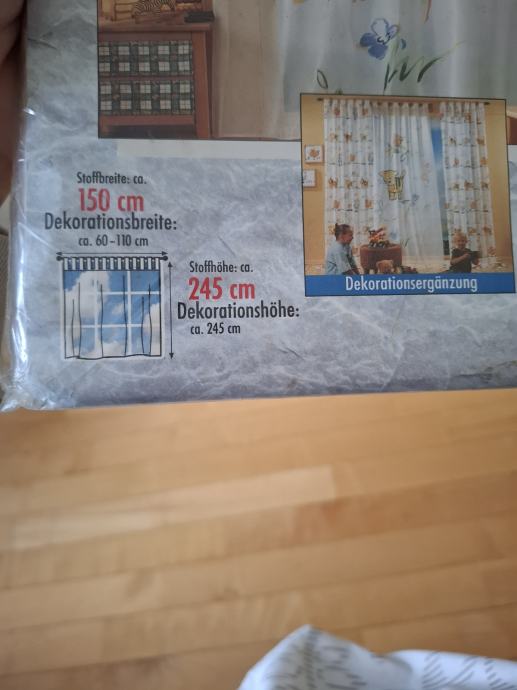 Stoffbreite: ca.
150 cm
Dekorationsbreite:
ca. 60–110 cm
Stoffhöhe: ca.
245 cm
Dekorationshöhe:
ca. 245 cm
Dekorationsergänzung